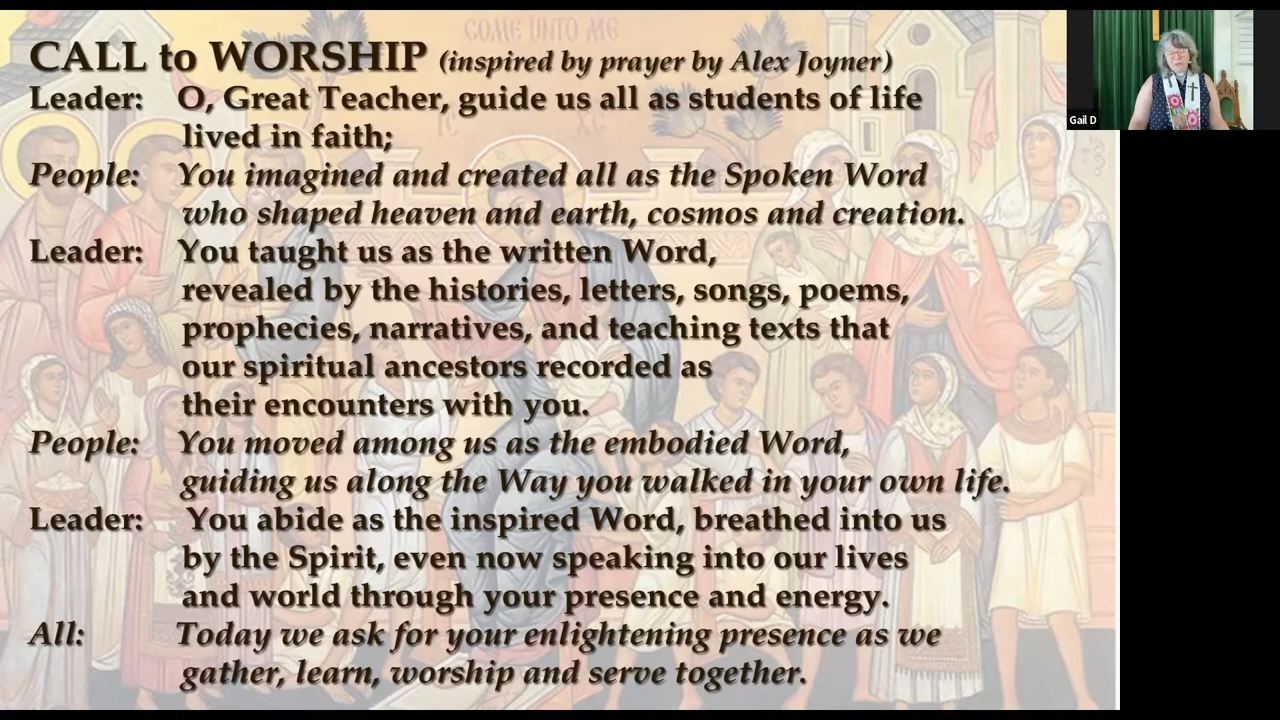 COME UNTO ME
CALL to WORSHIP (inspired by prayer by Alex Joyner)
Leader: O, Great Teacher, guide us all as students of life
lived in faith;
People: You imagined and created all as the Spoken Word
who shaped heaven and earth, cosmos and creation.
Leader: You taught us as the written Word,
revealed by the histories, letters, songs, poems,
prophecies, narratives, and teaching texts that
our spiritual ancestors recorded as
their encounters with you.
People: You moved among us as the embodied Word,
guiding us along the Way you walked in your own life.
Leader: You abide as the inspired Word, breathed into us
by the Spirit, even now speaking into our lives
and world through your presence and energy.
All: Today we ask for your enlightening presence as we
gather, learn, worship and serve together.
Gail D